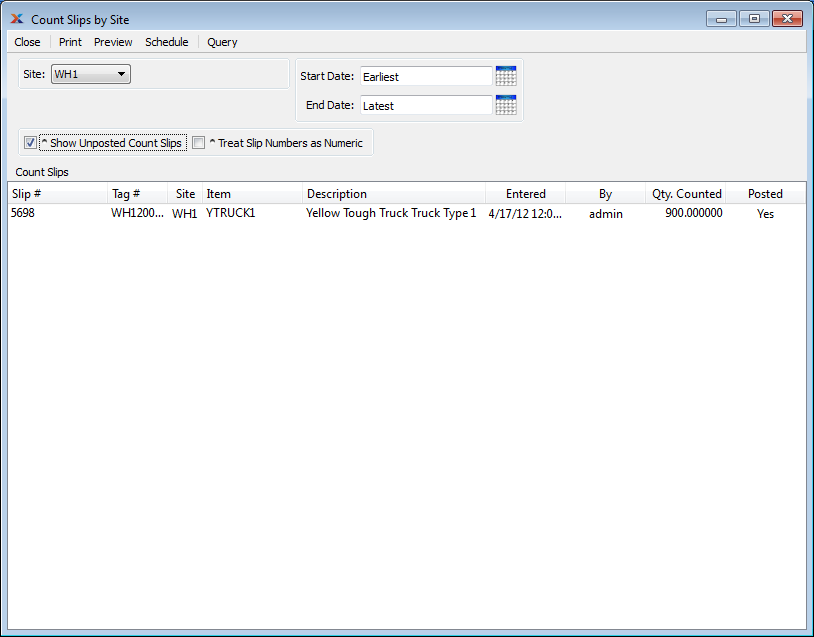 Count Slips by Site
Close Print Preview Schedule Query
Site: WH1
Start Date: Earliest
End Date: Latest
^ Show Unposted Count Slips ^ Treat Slip Numbers as Numeric
Count Slips
Slip # Tag # Site Item Description Entered By Qty. Counted Posted
5698 WH1200... WH1 YTRUCK1 Yellow Tough Truck Truck Type 1 4/17/12 12:0... admin 900.000000 Yes